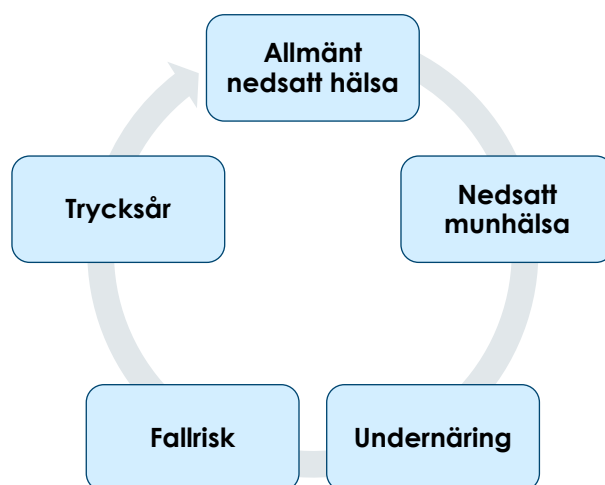 Allmänt
nedsatt hälsa
Nedsatt
munhälsa
Undernäring
Fallrisk
Trycksår